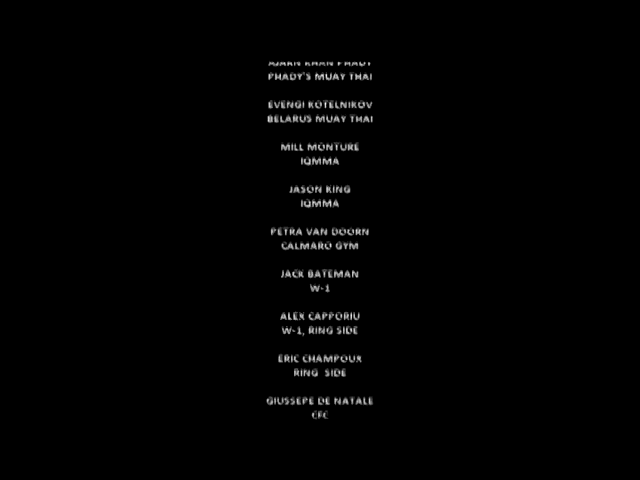 PHADY'S MUAY THAI
EVENGI KOTELNIKOV
BELARUS MUAY THAI
MILL MONTURE
IQMMA
JASON KING
IQMMA
PETRA VAN DOORN
CALMARO GYM
JACK BATEMAN
W-1
ALEX CAPPORIU
W-1, RING SIDE
ERIC CHAMPOUX
RING SIDE
GIUSSEPE DE NATALE
CFC